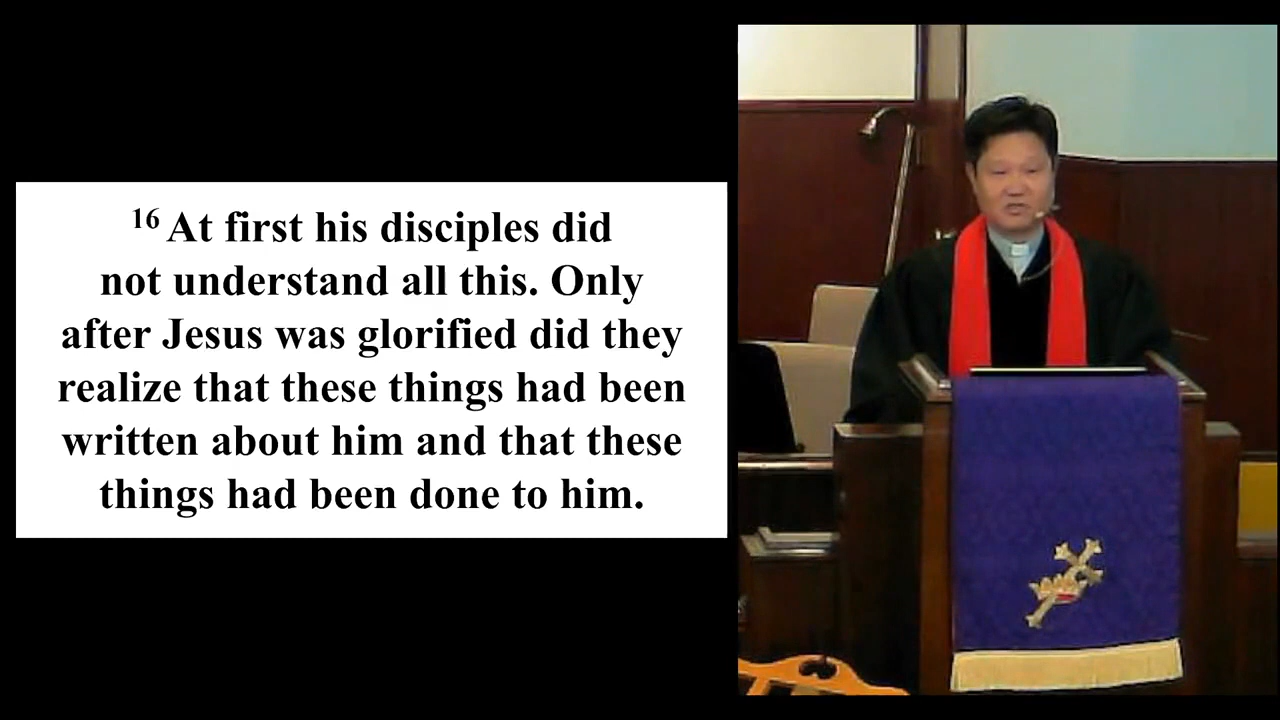 16 At first his disciples did
not understand all this. Only
after Jesus was glorified did they
realize that these things had been
written about him and that these
things had been done to him.